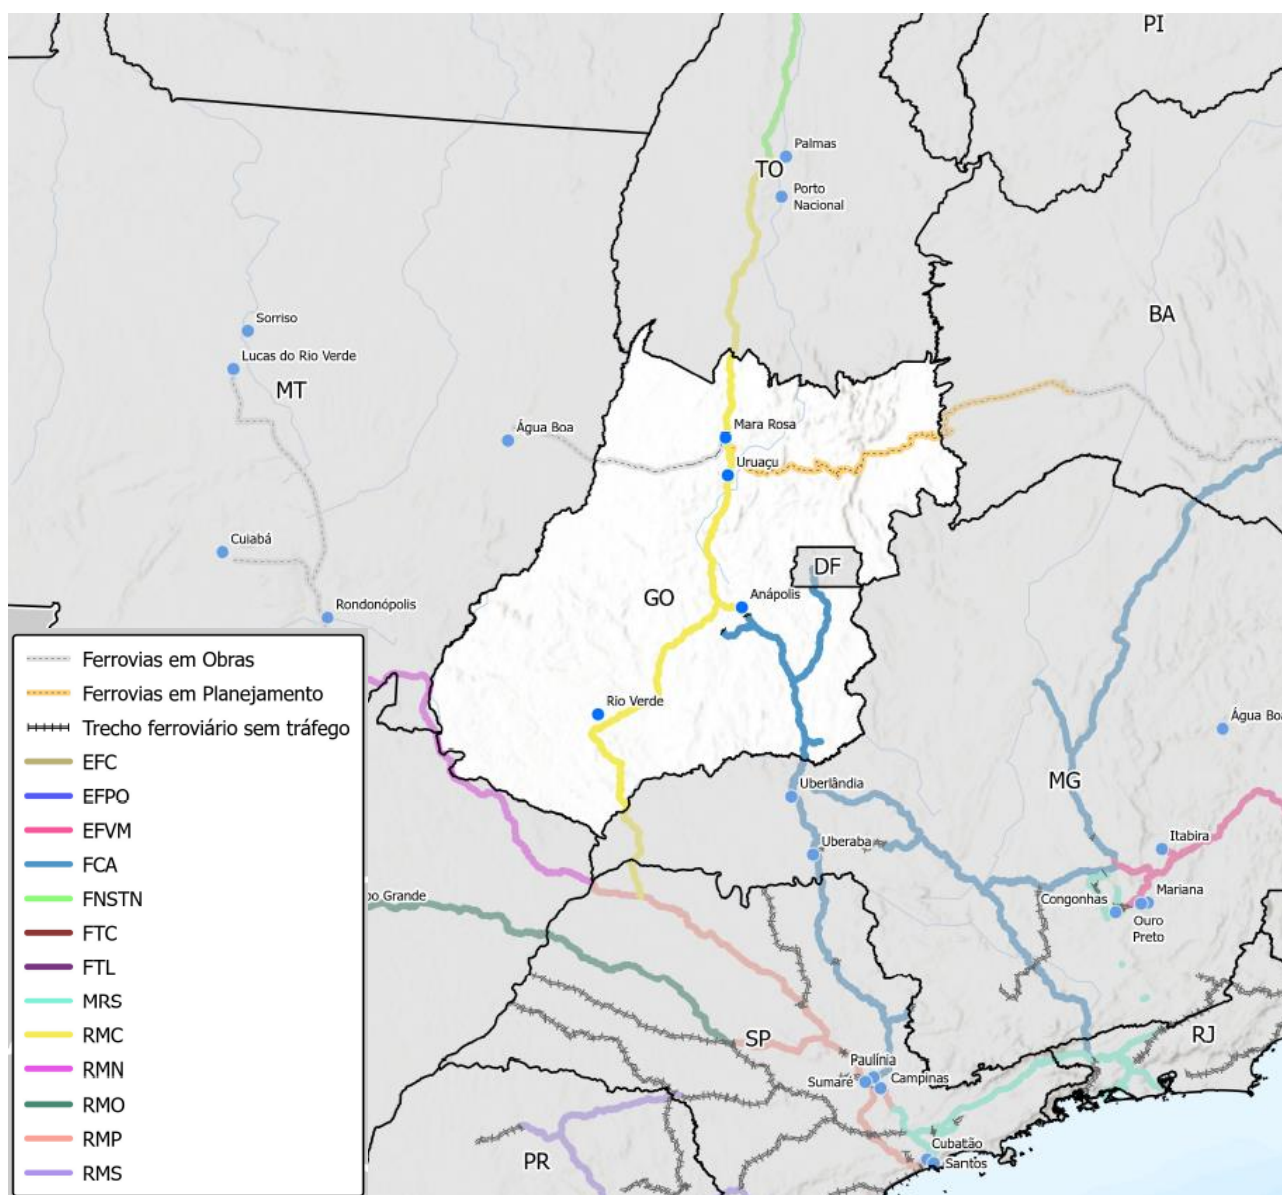 PI
Palmas
TO
Porto
Nacional
BA
Sorriso
Lucas do Rio Verde
MT
Água Boa
Mara Rosa
Uruaçu
Cuiabá
DF
GO
Anápolis
Rondonópolis
Rio Verde
Água Boa
MG
Uberlândia
Itabira
Uberaba
Mariana
Congonhas
Ouro
Preto
po Grande
SP
RJ
Paulínia
Sumaré
Campinas
Cubatão
Santos
PR
Ferrovias em Obras
Ferrovias em Planejamento
Trecho ferroviário sem tráfego
EFC
EFPO
EFVM
FCA
FNSTN
FTC
FTL
MRS
RMC
RMN
RMO
RMP
RMS